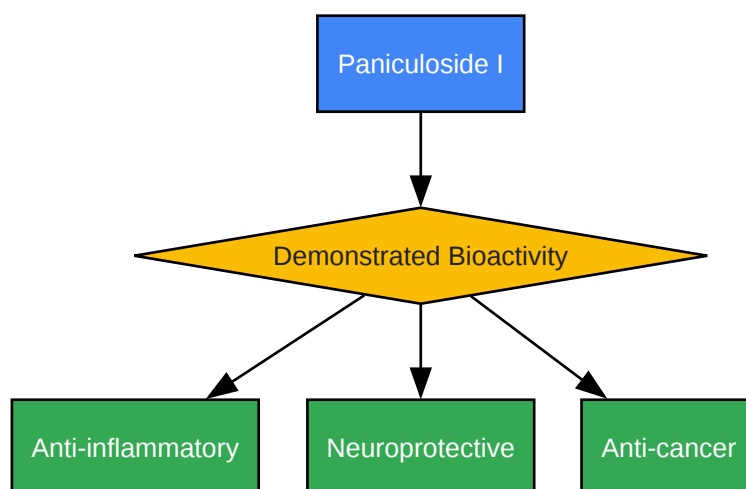 Paniculoside I
Demonstrated Bioactivity
Anti-inflammatory
Neuroprotective
Anti-cancer